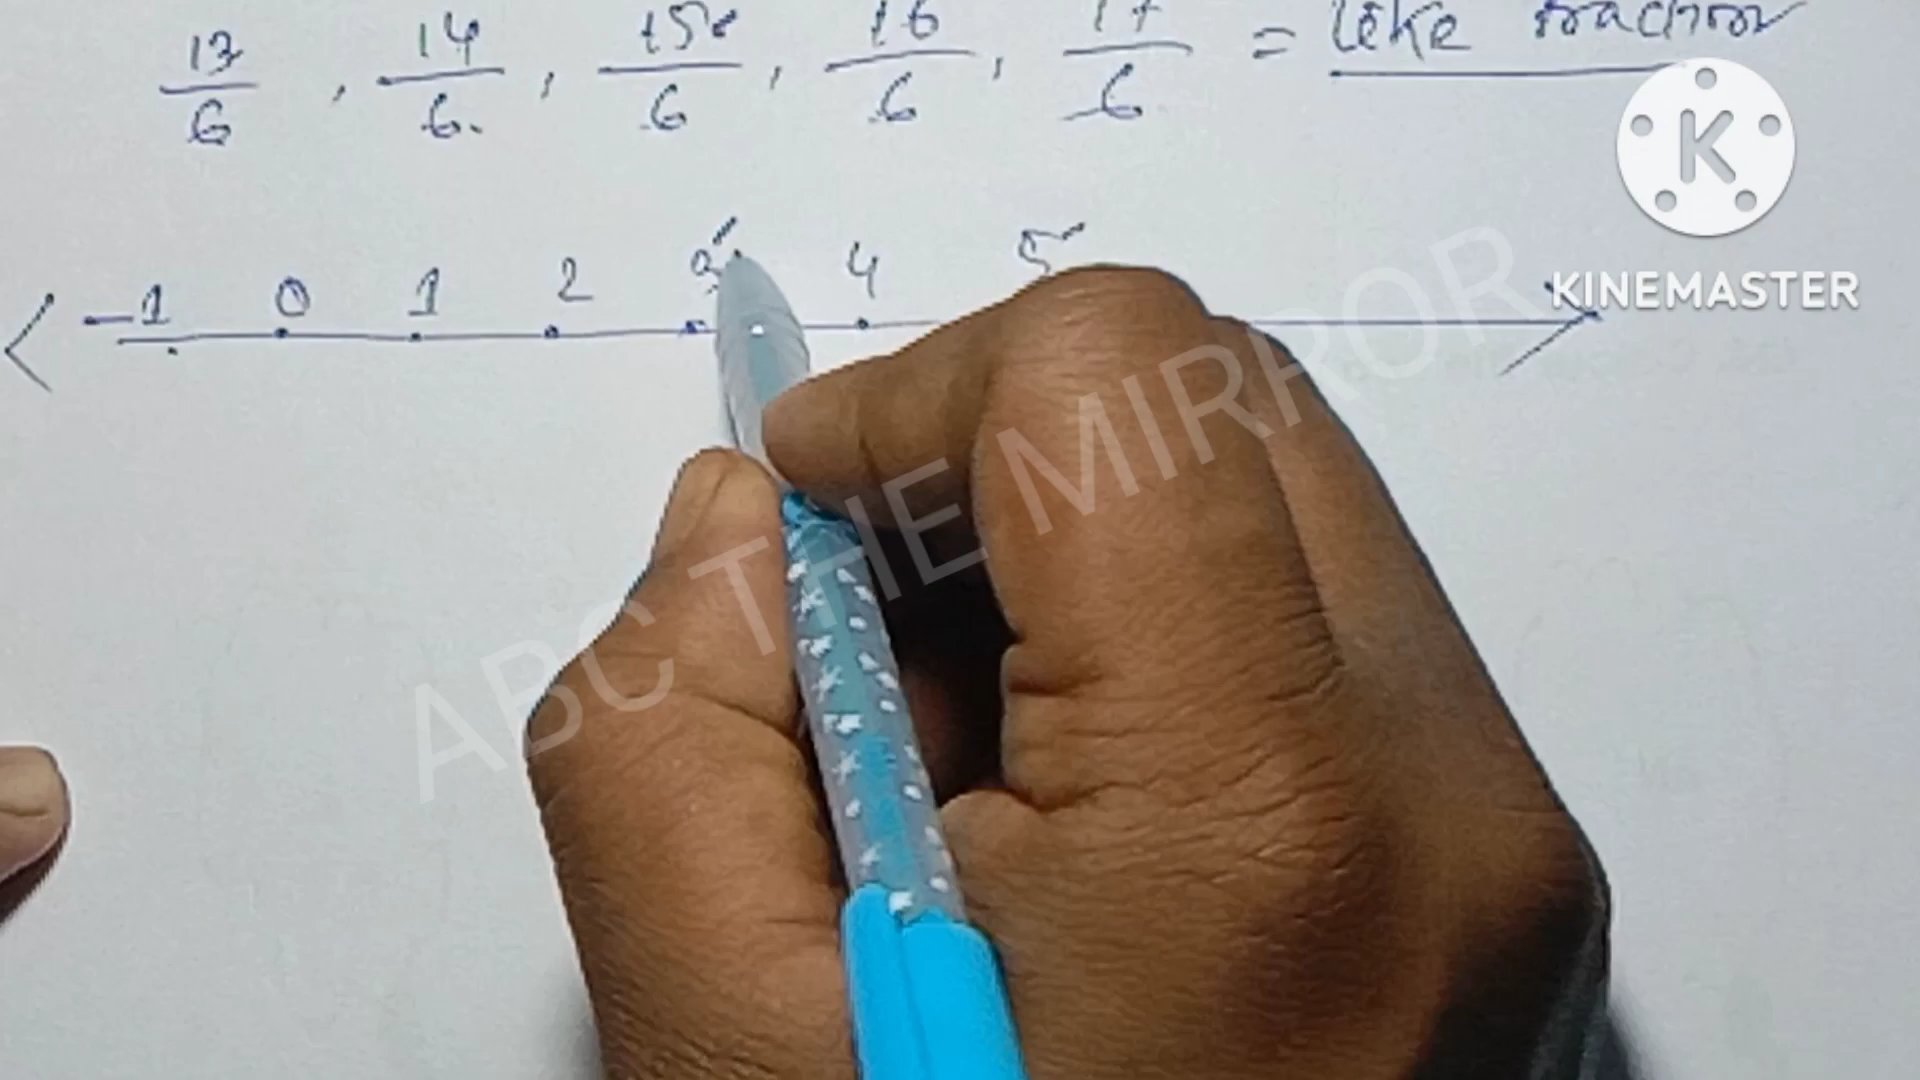 13/6 , 14/6 , 15/6 , 16/6 , 17/6 = like fraction
-1 0 1 2 3 4 5
KINEMASTER
ABC THE MIRROR